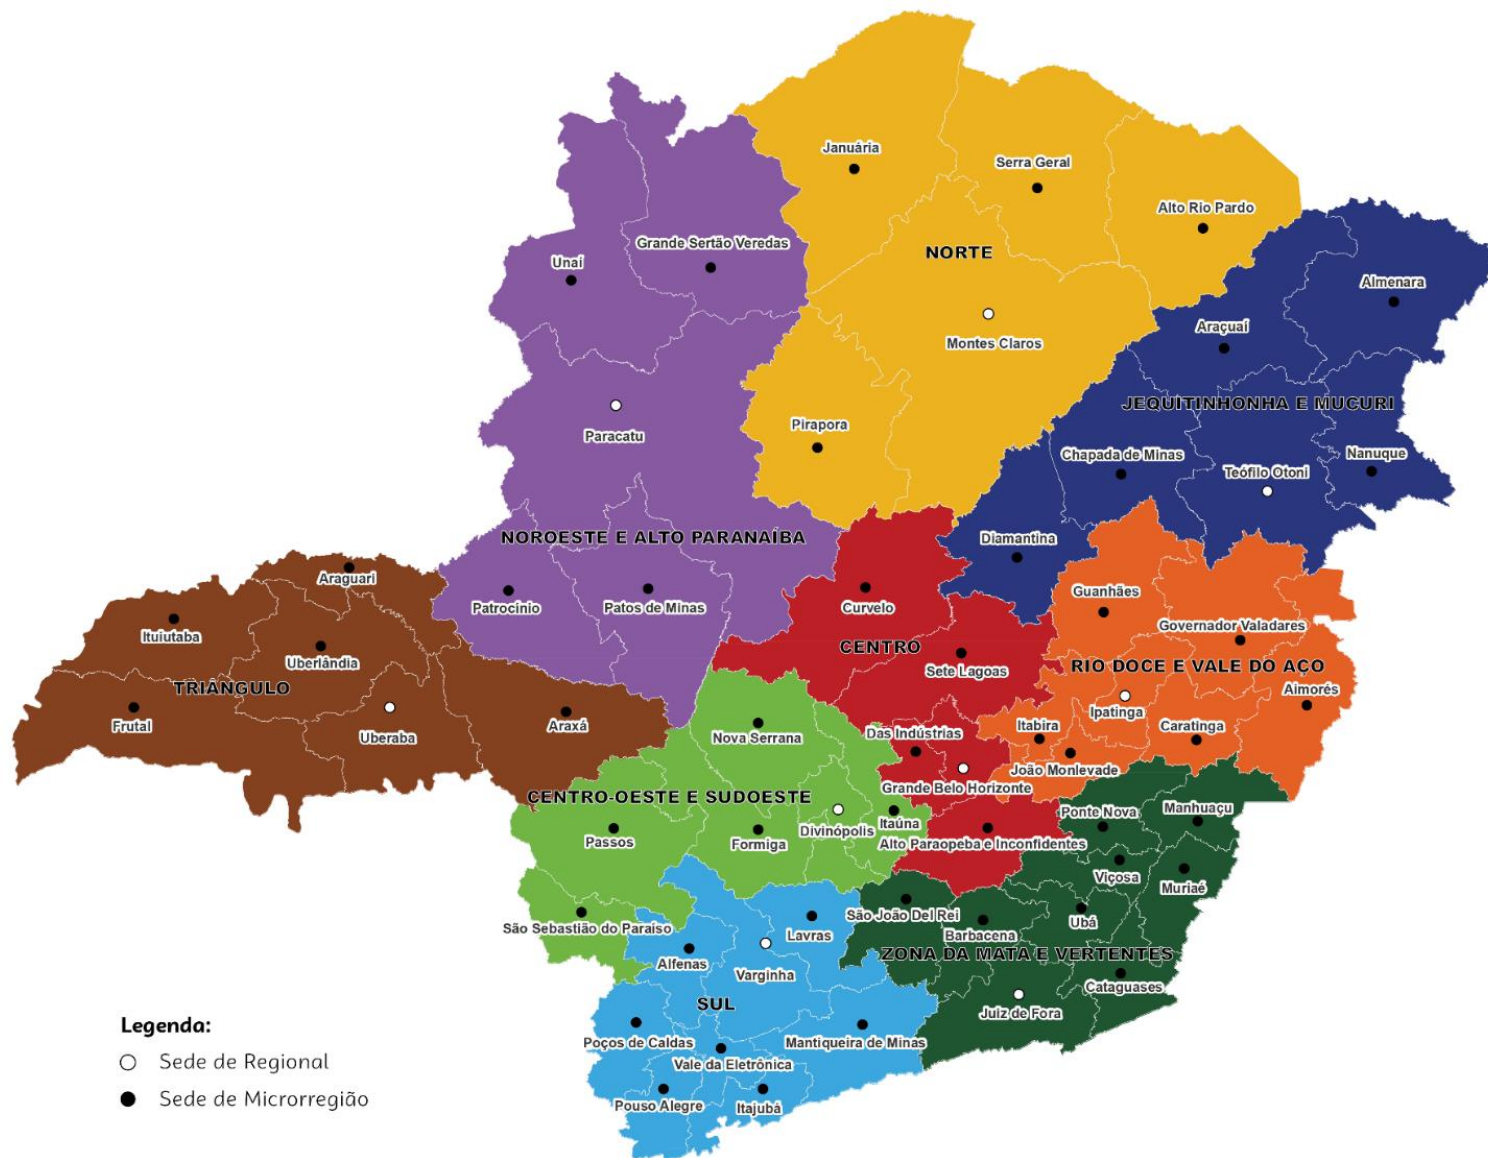 Januária
Serra Geral
Alto Rio Pardo
Grande Sertão Veredas
NORTE
Unaí
Almenara
Araçuaí
Montes Claros
JEQUITINHONHA E MUCURI
Paracatu
Pirapora
Chapada de Minas
Nanuque
Teófilo Otoni
NOROESTE E ALTO PARANAÍBA
Diamantina
Araguari
Guanhães
Patrocínio
Patos de Minas
Curvelo
Governador Valadares
Ituiutaba
CENTRO
Uberlândia
RIO DOCE E VALE DO AÇO
Sete Lagoas
TRIÂNGULO
Aimorés
Ipatinga
Frutal
Araxá
Itabira
Caratinga
Das Indústrias
Uberaba
Nova Serrana
João Monlevade
Grande Belo Horizonte
CENTRO-OESTE E SUDOESTE
Manhuaçu
Ponte Nova
Itaúna
Divinópolis
Passos
Formiga
Alto Paraopeba e Inconfidentes
Viçosa
Muriaé
São João Del Rei
Ubá
São Sebastião do Paraíso
Barbacena
Lavras
ZONA DA MATA E VERTENTES
Alfenas
Varginha
Cataguases
SUL
Juiz de Fora
Poços de Caldas
Mantiqueira de Minas
Vale da Eletrônica
Pouso Alegre
Itajubá
Legenda:
Sede de Regional
Sede de Microrregião